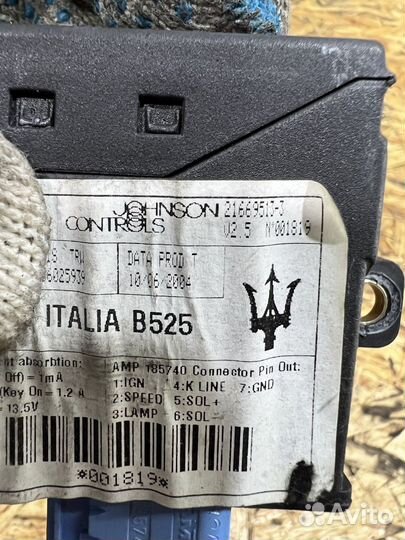 JOHNSON
CONTROLS
21669510-3
V2.5 N°001819
TRW
DATA PROD T
10/06/2004
ITALIA B525
absorbtion:
Off)=1mA
(Key On=1.2 A
= 13.5V
AMP 185740 Connector Pin Out:
1:IGN 4:K LINE 7:GND
2:SPEED 5:SOL+
3:LAMP 6:SOL-
*001819*
Avito